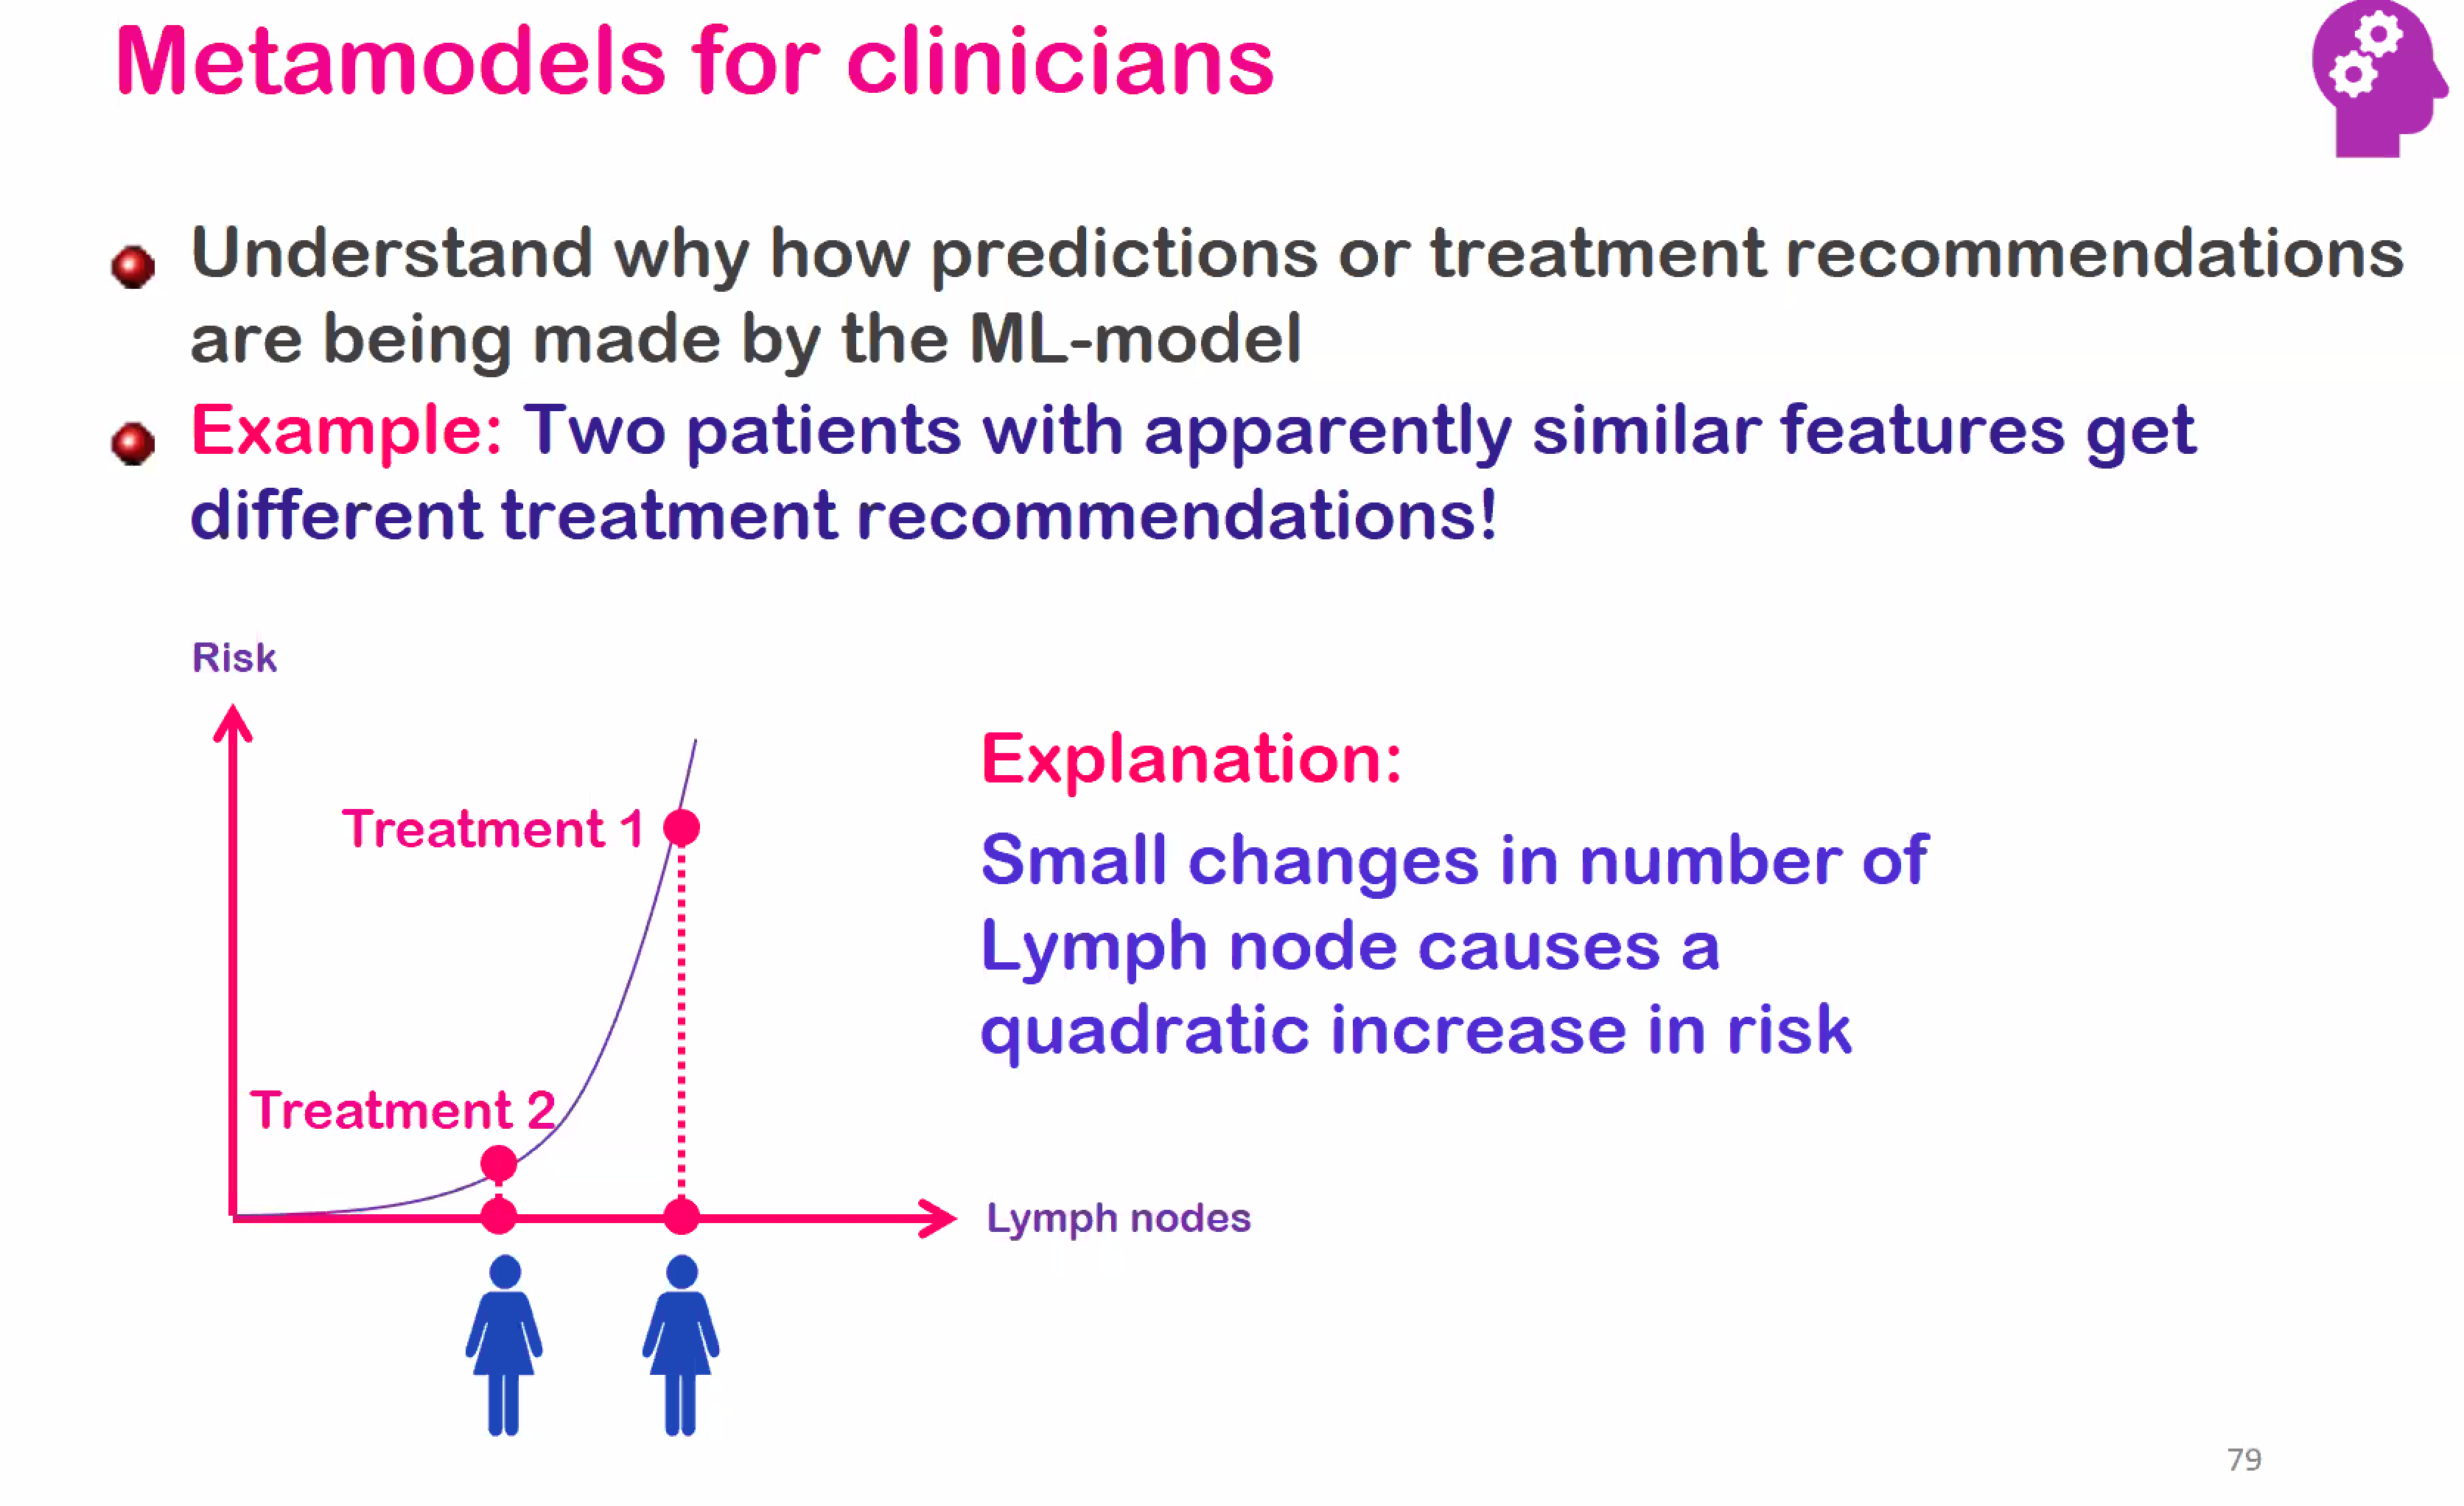 Metamodels for clinicians
Understand why how predictions or treatment recommendations
are being made by the ML-model
Example: Two patients with apparently similar features get
different treatment recommendations!
Risk
Treatment 1
Treatment 2
Lymph nodes
Explanation:
Small changes in number of
Lymph node causes a
quadratic increase in risk
79